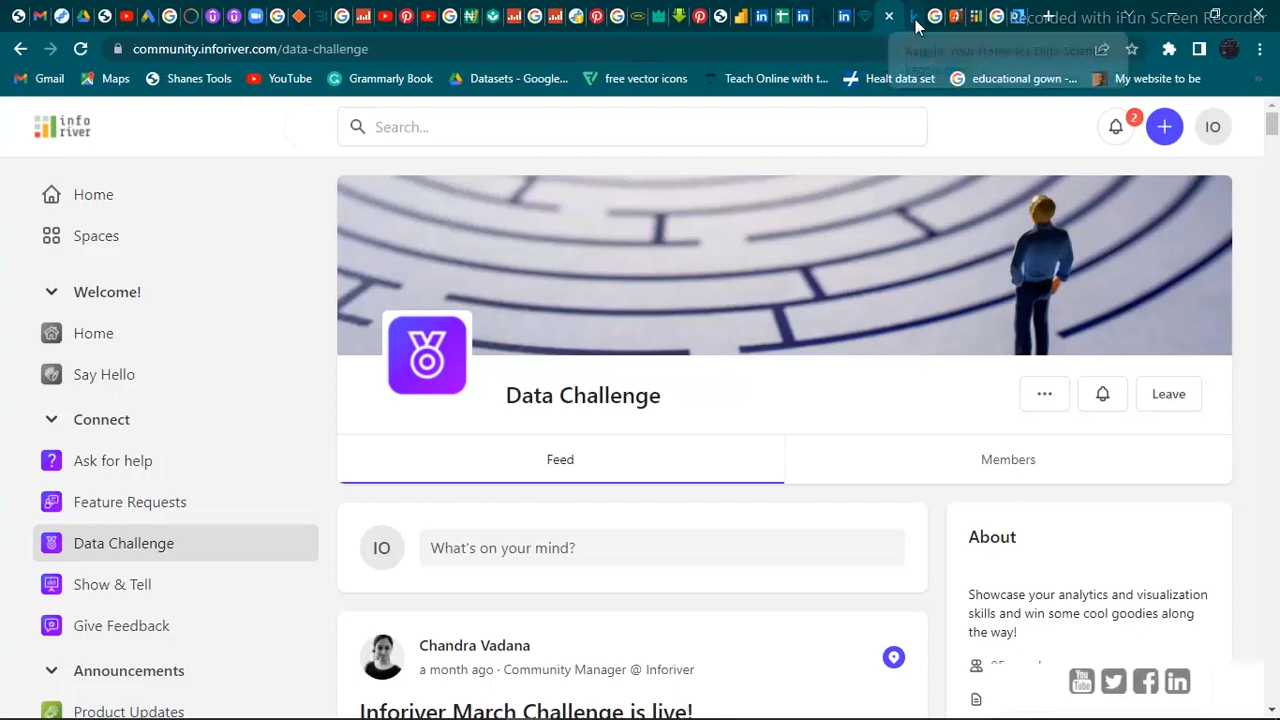 Recorded with iFun Screen Recorder
community.inforiver.com/data-challenge
Gmail Maps Shanes Tools YouTube Grammarly Book Datasets - Google... free vector icons Teach Online with t... Healt data set educational gown -... My website to be
info
river
Search...
2
IO
Home
Spaces
Welcome!
Home
Say Hello
Connect
Ask for help
Feature Requests
Data Challenge
Show & Tell
Give Feedback
Announcements
Product Updates
Data Challenge
Leave
Feed
Members
IO
What's on your mind?
Chandra Vadana
a month ago · Community Manager @ Inforiver
Inforiver March Challenge is live!
About
Showcase your analytics and visualization
skills and win some cool goodies along
the way!
You
Tube